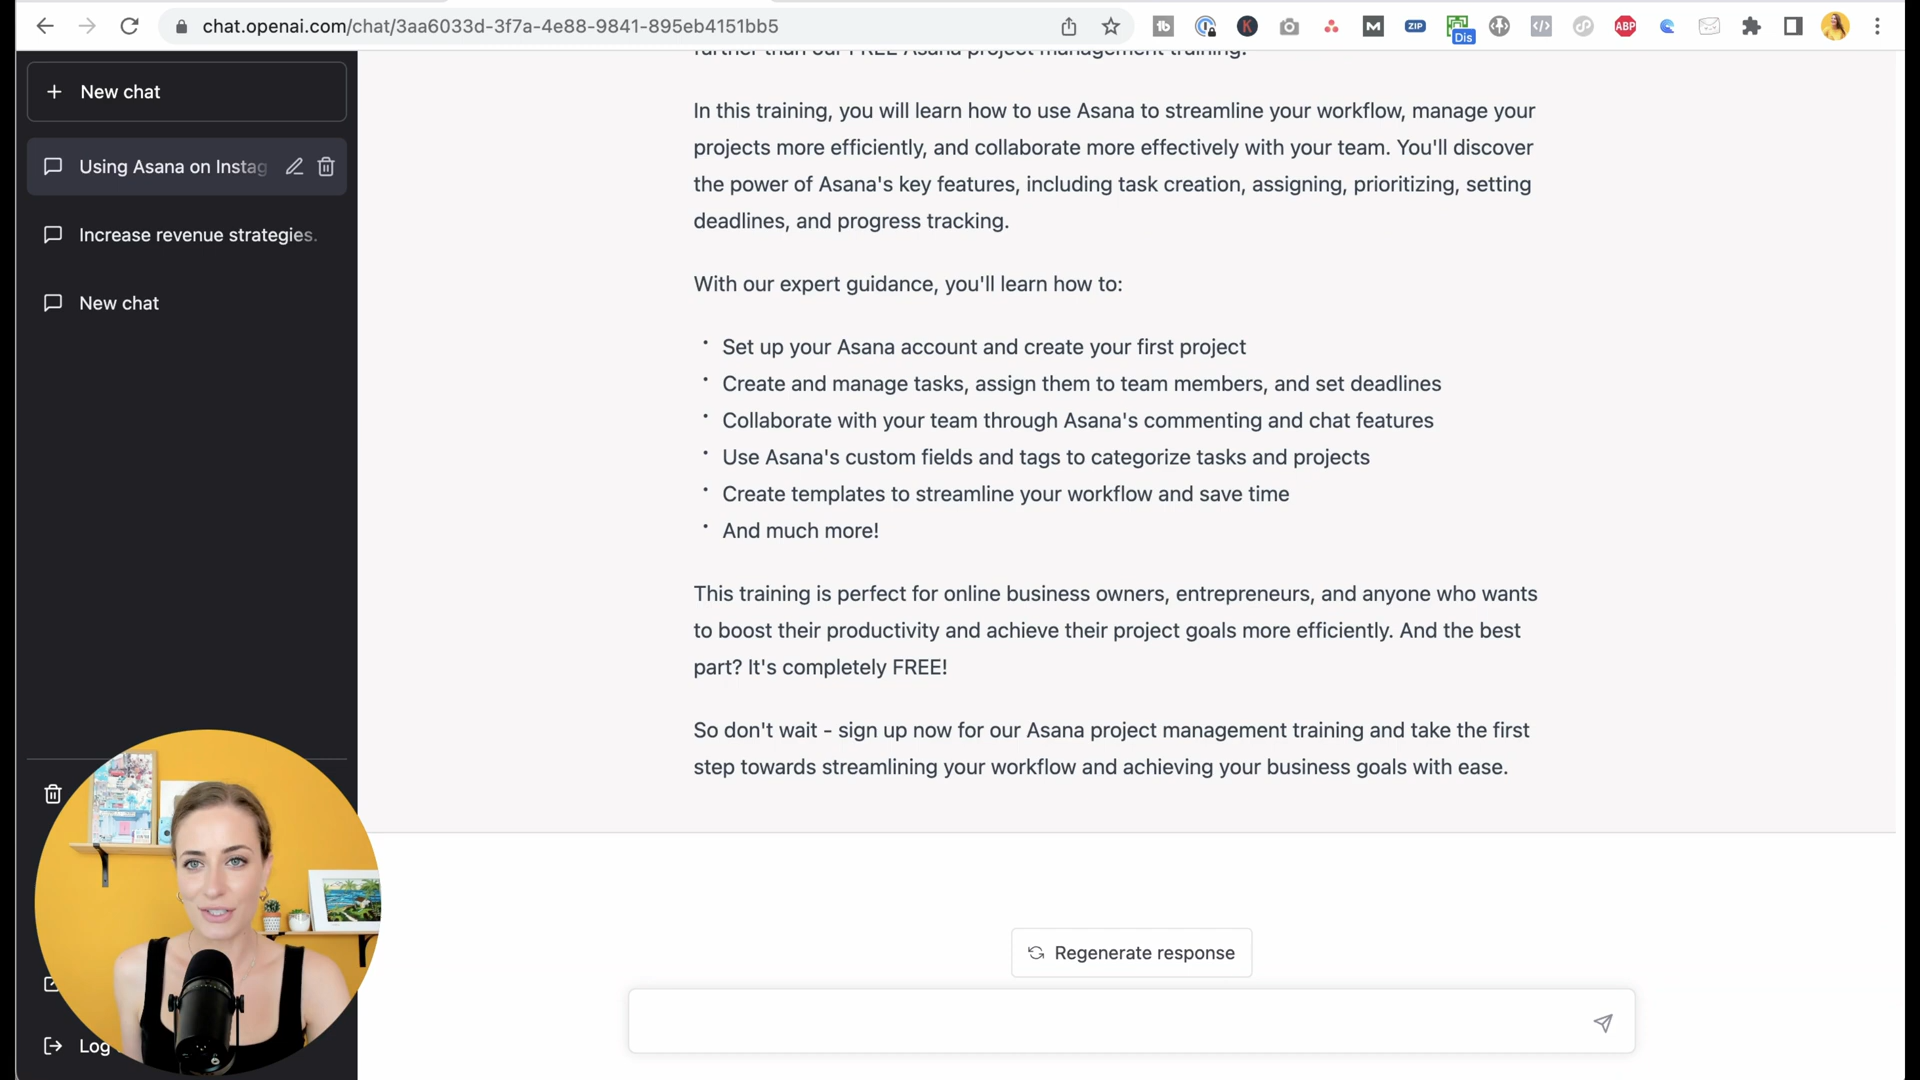 chat.openai.com/chat/3aa6033d-3f7a-4e88-9841-895eb4151bb5
ZIP
Dis
ABP
New chat
Using Asana on Instag
Increase revenue strategies.
New chat
Log
further than our FREE Asana project management training.
In this training, you will learn how to use Asana to streamline your workflow, manage your
projects more efficiently, and collaborate more effectively with your team. You'll discover
the power of Asana's key features, including task creation, assigning, prioritizing, setting
deadlines, and progress tracking.
With our expert guidance, you'll learn how to:
· Set up your Asana account and create your first project
· Create and manage tasks, assign them to team members, and set deadlines
· Collaborate with your team through Asana's commenting and chat features
· Use Asana's custom fields and tags to categorize tasks and projects
· Create templates to streamline your workflow and save time
· And much more!
This training is perfect for online business owners, entrepreneurs, and anyone who wants
to boost their productivity and achieve their project goals more efficiently. And the best
part? It's completely FREE!
So don't wait - sign up now for our Asana project management training and take the first
step towards streamlining your workflow and achieving your business goals with ease.
Regenerate response